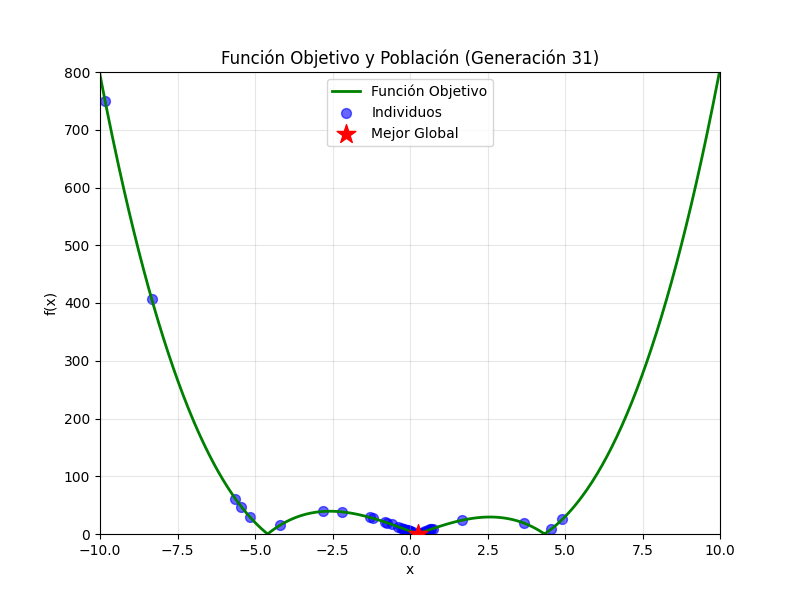 Función Objetivo y Población (Generación 31)
Función Objetivo
Individuos
Mejor Global
800
700
600
500
400
300
200
100
0
f(x)
−10.0 −7.5 −5.0 −2.5 0.0 2.5 5.0 7.5 10.0
x